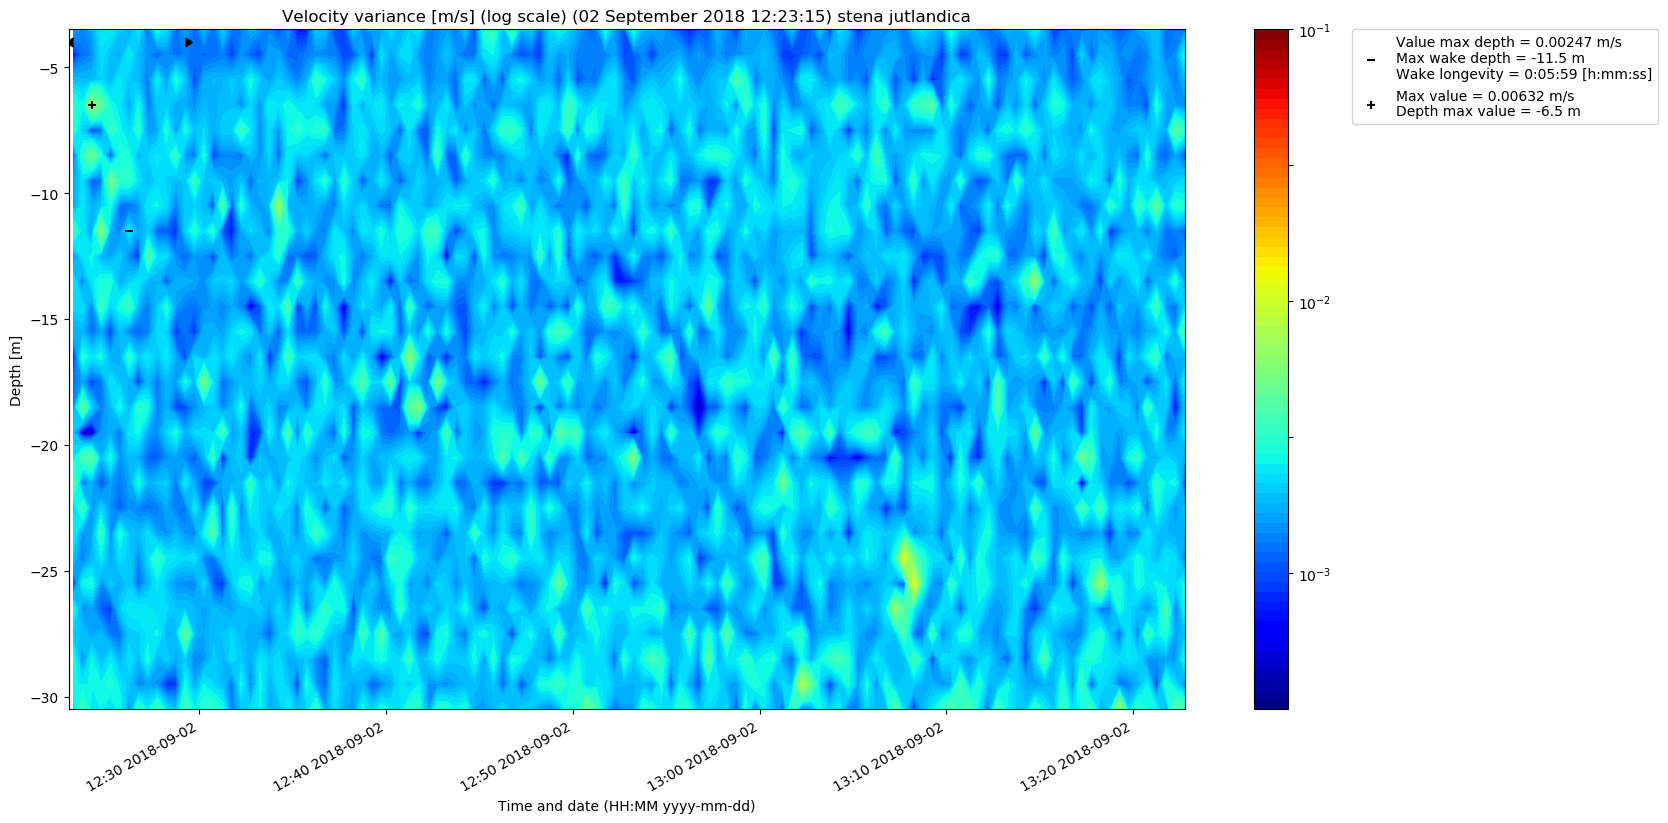 Velocity variance [m/s] (log scale) (02 September 2018 12:23:15) stena jutlandica
Value max depth = 0.00247 m/s
Max wake depth = -11.5 m
Wake longevity = 0:05:59 [h:mm:ss]
Max value = 0.00632 m/s
Depth max value = -6.5 m
Depth [m]
−5
−10
−15
−20
−25
−30
10⁻¹
10⁻²
10⁻³
12:30 2018-09-02
12:40 2018-09-02
12:50 2018-09-02
13:00 2018-09-02
13:10 2018-09-02
13:20 2018-09-02
Time and date (HH:MM yyyy-mm-dd)